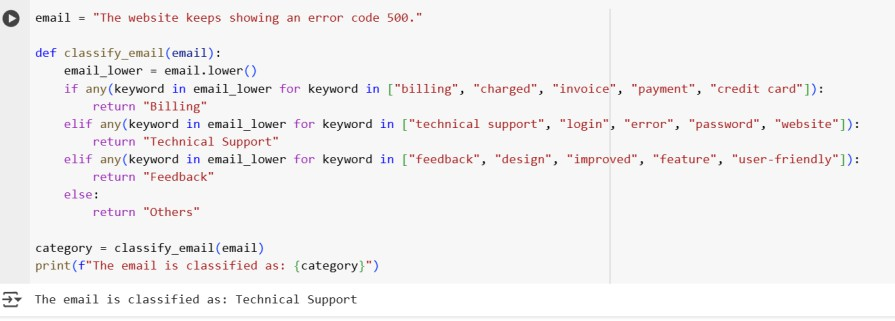 email = "The website keeps showing an error code 500."
def classify_email(email):
    email_lower = email.lower()
    if any(keyword in email_lower for keyword in ["billing", "charged", "invoice", "payment", "credit card"]):
        return "Billing"
    elif any(keyword in email_lower for keyword in ["technical support", "login", "error", "password", "website"]):
        return "Technical Support"
    elif any(keyword in email_lower for keyword in ["feedback", "design", "improved", "feature", "user-friendly"]):
        return "Feedback"
    else:
        return "Others"
category = classify_email(email)
print(f"The email is classified as: {category}")
The email is classified as: Technical Support